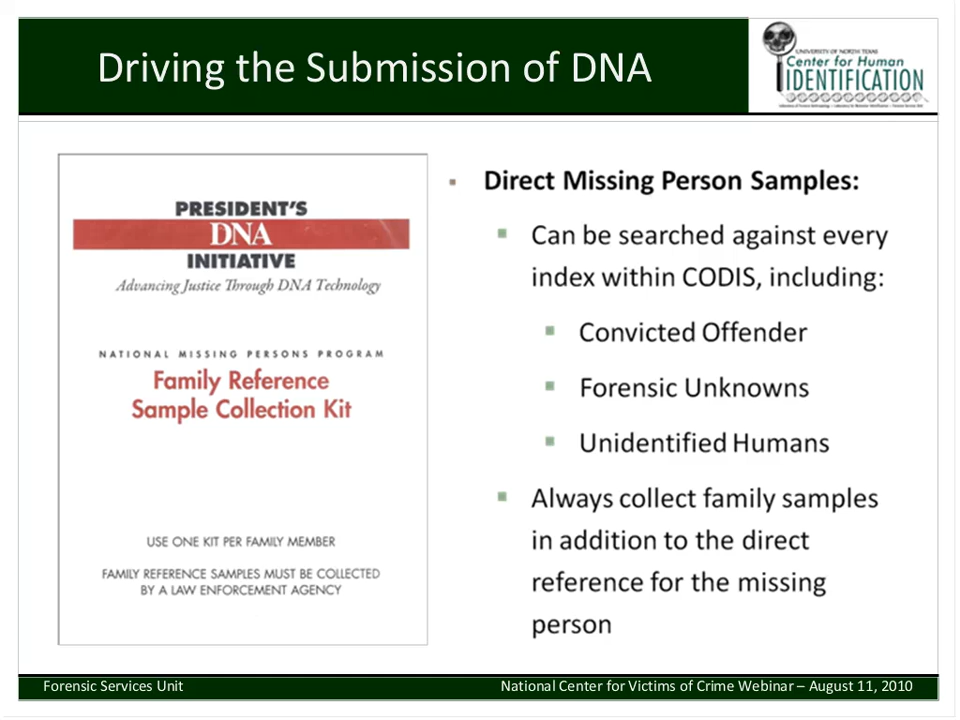 Driving the Submission of DNA
UNIVERSITY OF NORTH TEXAS
Center for Human
IDENTIFICATION
PRESIDENT'S
DNA
INITIATIVE
Advancing Justice Through DNA Technology
NATIONAL MISSING PERSONS PROGRAM
Family Reference
Sample Collection Kit
USE ONE KIT PER FAMILY MEMBER
FAMILY REFERENCE SAMPLES MUST BE COLLECTED
BY A LAW ENFORCEMENT AGENCY
Direct Missing Person Samples:
Can be searched against every
index within CODIS, including:
Convicted Offender
Forensic Unknowns
Unidentified Humans
Always collect family samples
in addition to the direct
reference for the missing
person
Forensic Services Unit
National Center for Victims of Crime Webinar – August 11, 2010